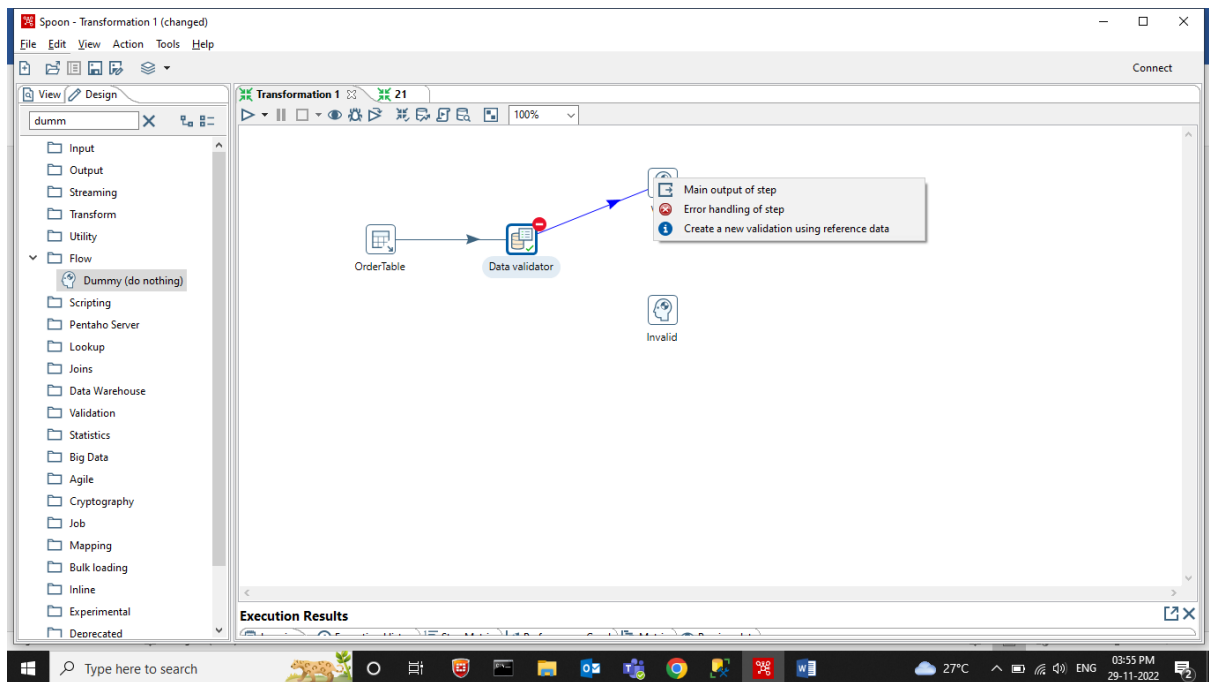 Spoon - Transformation 1 (changed)
File Edit View Action Tools Help
Connect
View Design
Transformation 1 21
dumm
100%
Input
Output
Streaming
Transform
Utility
Flow
Dummy (do nothing)
Scripting
Pentaho Server
Lookup
Joins
Data Warehouse
Validation
Statistics
Big Data
Agile
Cryptography
Job
Mapping
Bulk loading
Inline
Experimental
Deprecated
Main output of step
Error handling of step
Create a new validation using reference data
OrderTable
Data validator
Invalid
Execution Results
Type here to search
27°C
ENG
03:55 PM
29-11-2022
2